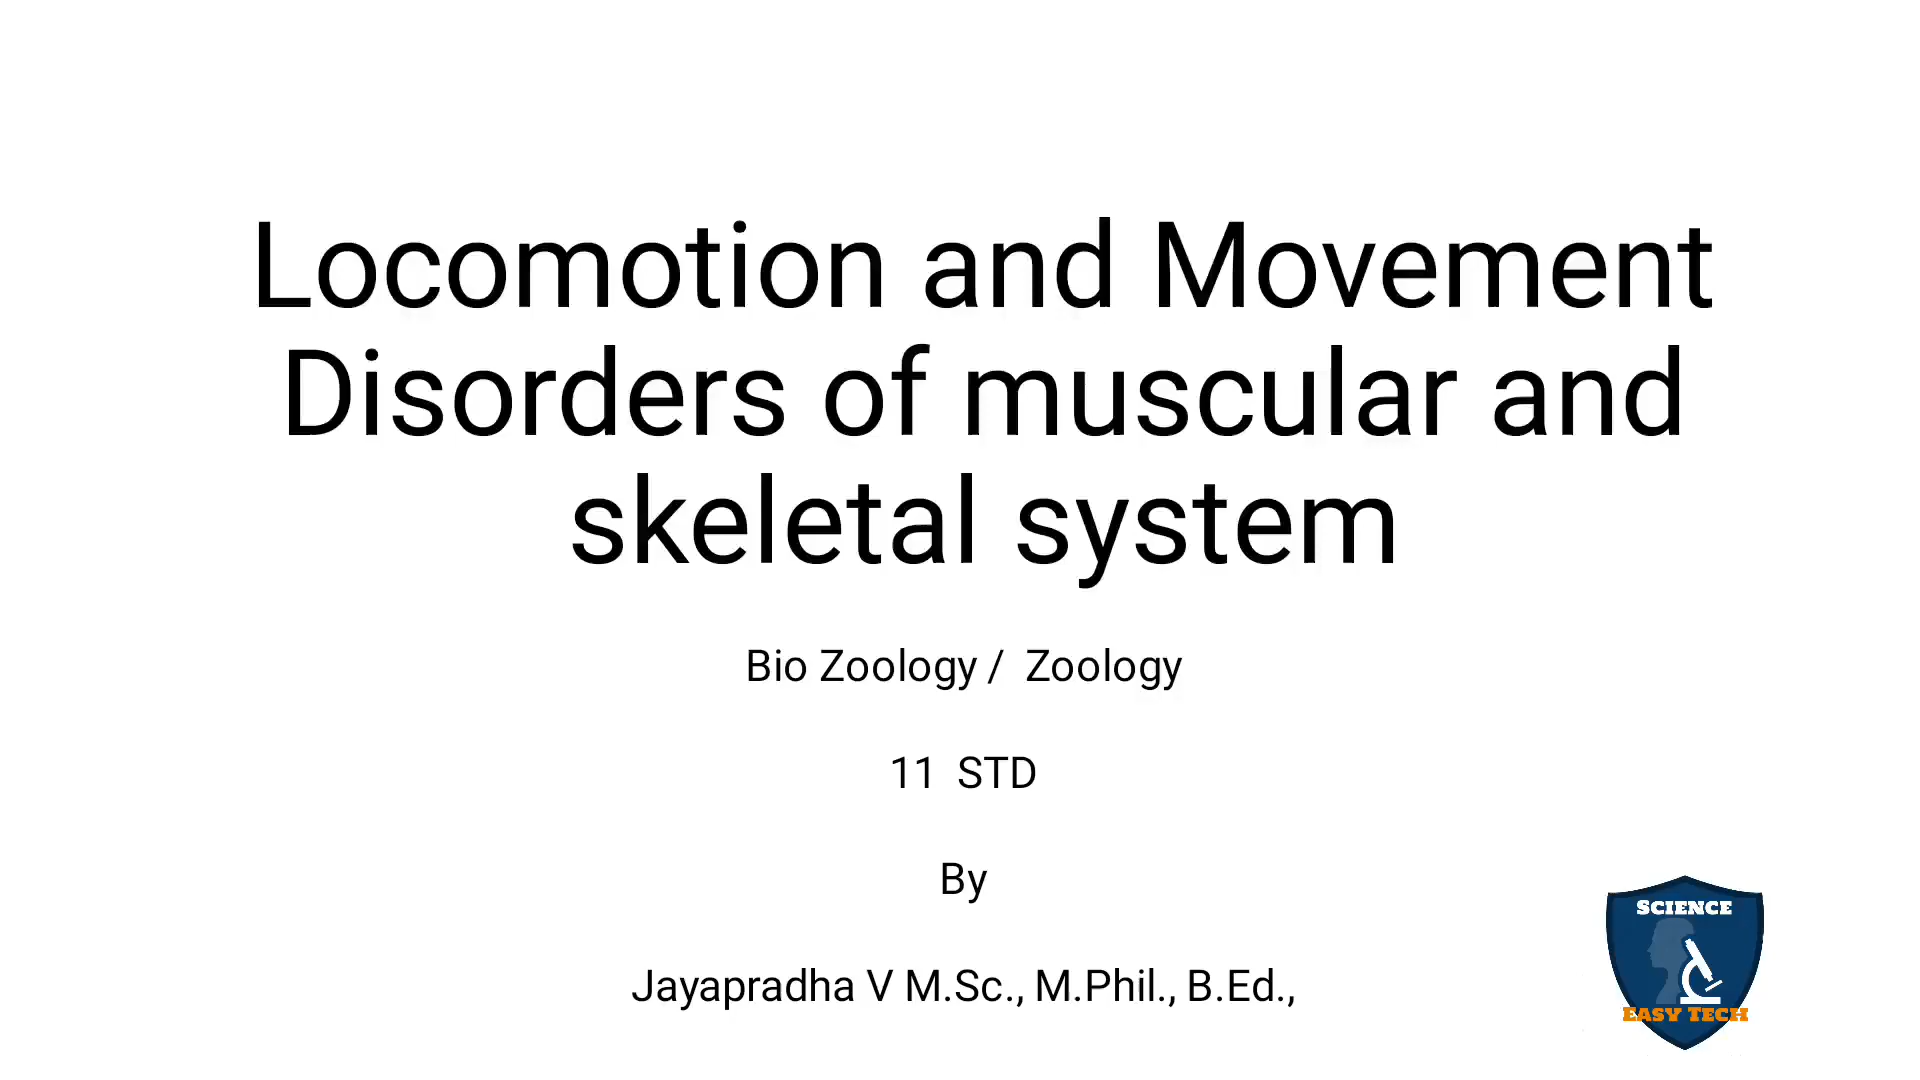 Locomotion and Movement
Disorders of muscular and
skeletal system
Bio Zoology /  Zoology
11  STD
By
Jayapradha V M.Sc., M.Phil., B.Ed.,
SCIENCE
EASY TECH